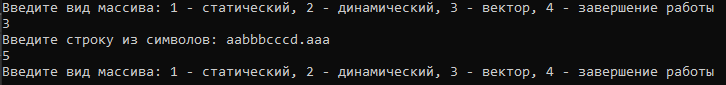 Введите вид массива: 1 - статический, 2 - динамический, 3 - вектор, 4 - завершение работы
3
Введите строку из символов: aabbbcccd.aaa
5
Введите вид массива: 1 - статический, 2 - динамический, 3 - вектор, 4 - завершение работы